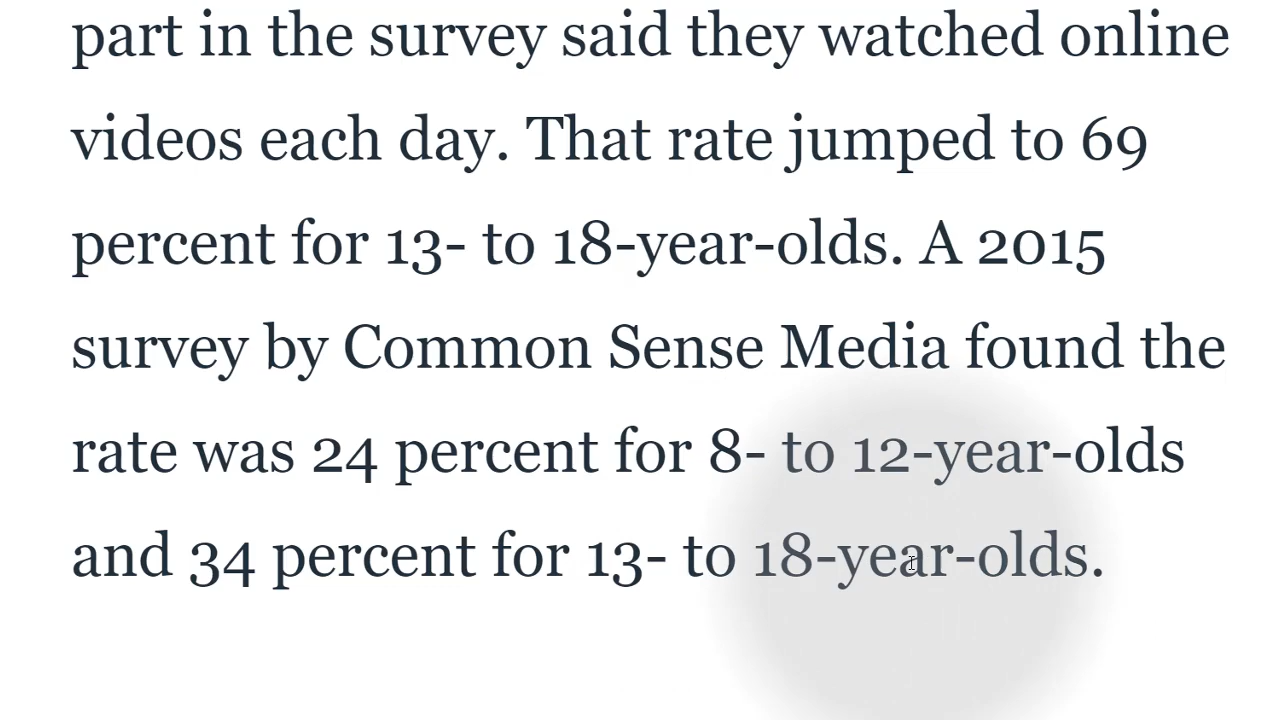 part in the survey said they watched online
videos each day. That rate jumped to 69
percent for 13- to 18-year-olds. A 2015
survey by Common Sense Media found the
rate was 24 percent for 8- to 12-year-olds
and 34 percent for 13- to 18-year-olds.